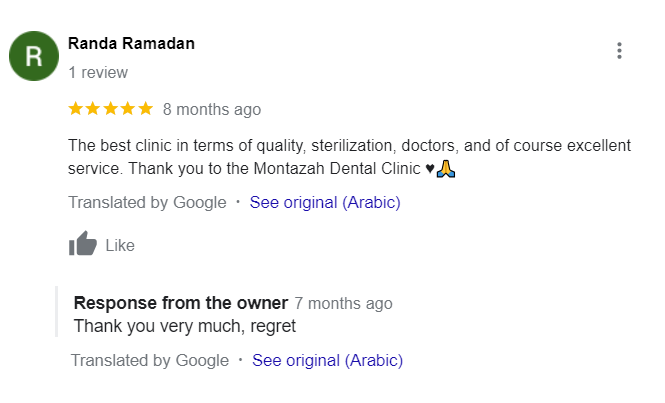 R
Randa Ramadan
1 review
8 months ago
The best clinic in terms of quality, sterilization, doctors, and of course excellent
service. Thank you to the Montazah Dental Clinic ♥🙏
Translated by Google · See original (Arabic)
Like
Response from the owner 7 months ago
Thank you very much, regret
Translated by Google · See original (Arabic)